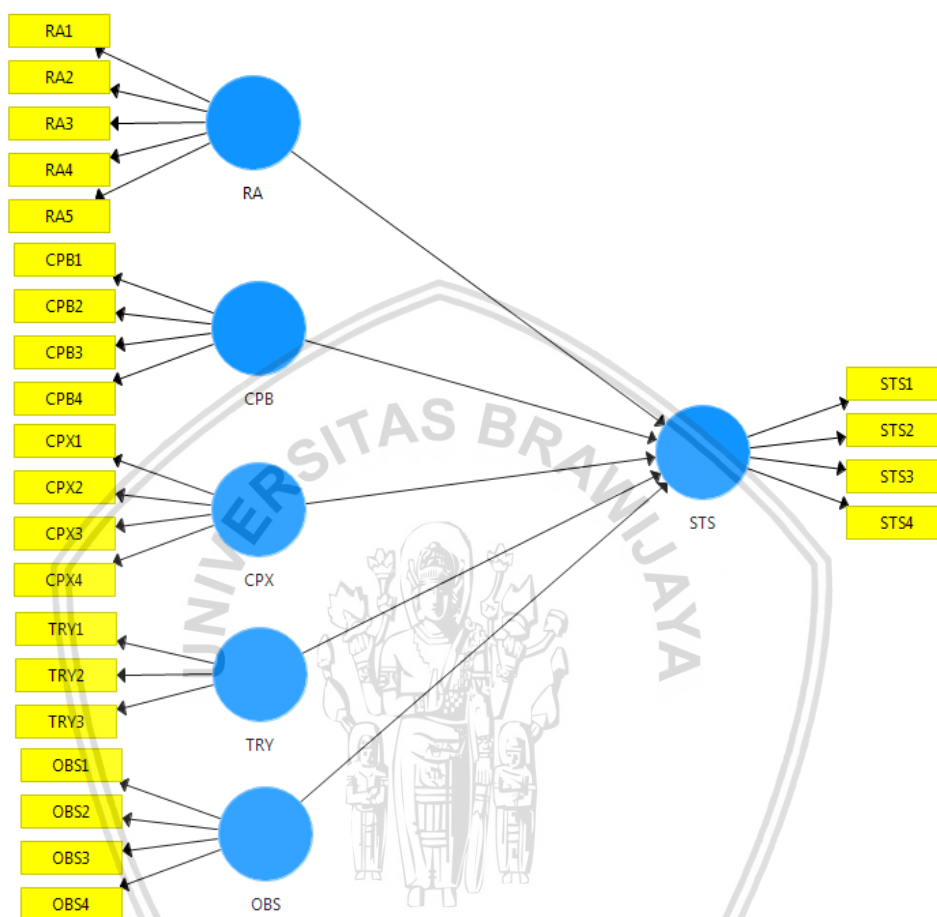 RA1
RA2
RA3
RA4
RA5
RA
CPB1
CPB2
CPB3
CPB4
CPB
CPX1
CPX2
CPX3
CPX4
CPX
TRY1
TRY2
TRY3
TRY
OBS1
OBS2
OBS3
OBS4
OBS
STS
STS1
STS2
STS3
STS4
UNIVERSITAS BRAWIJAYA